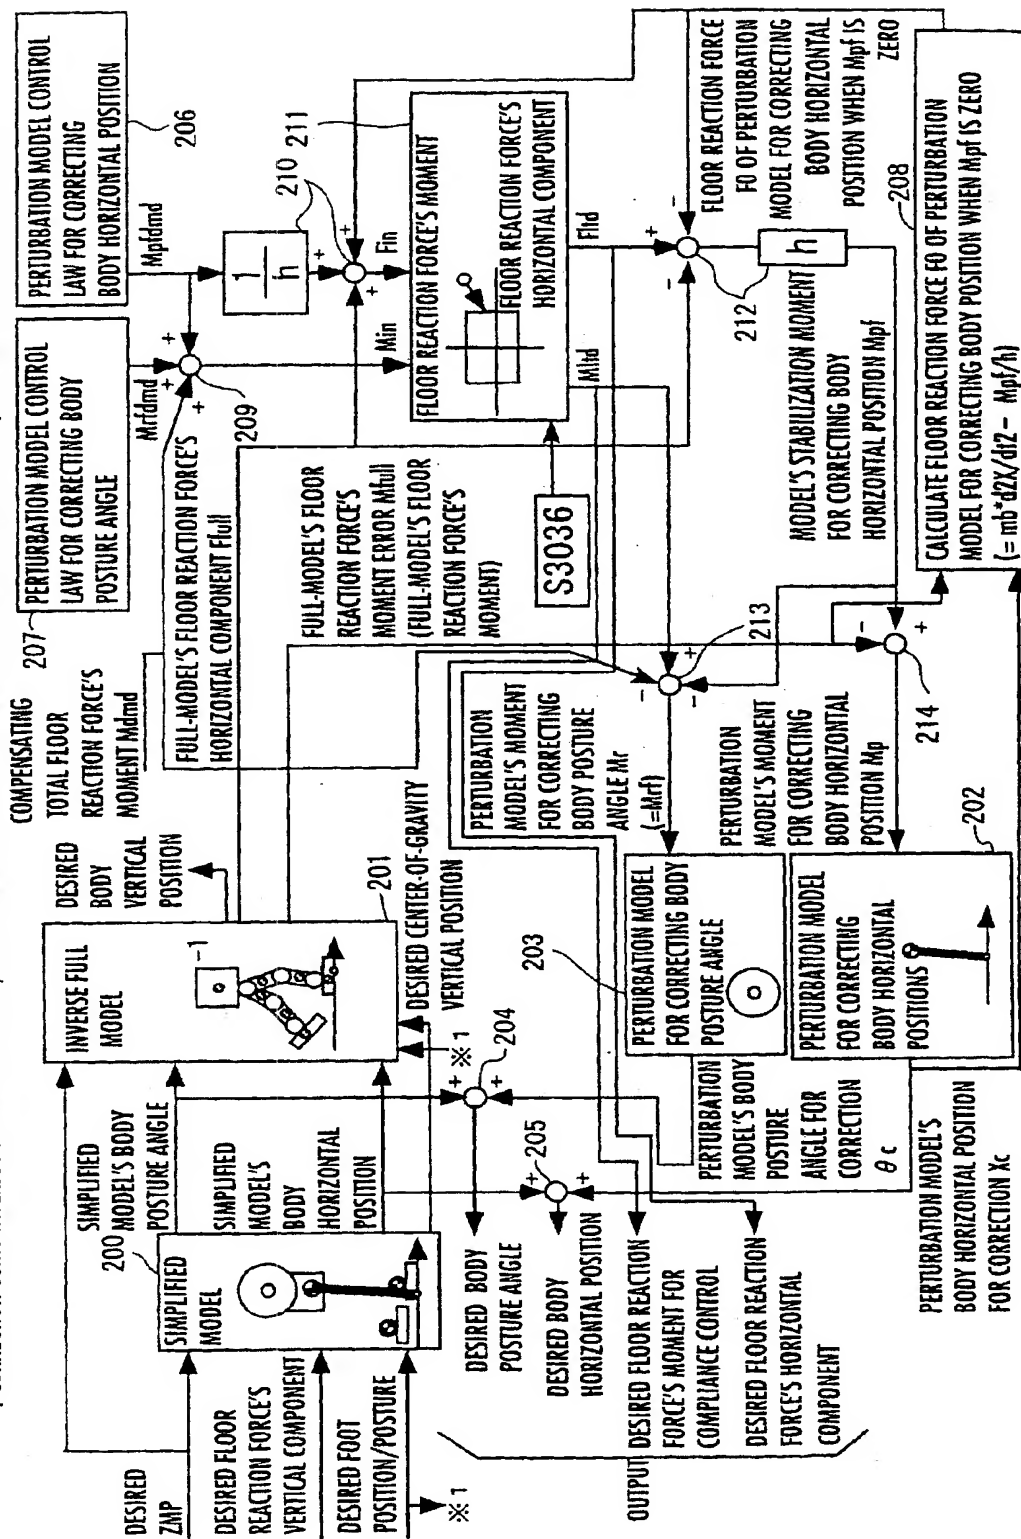 COMPENSATING
TOTAL FLOOR
REACTION FORCE'S
MOMENT Mdmd
207
PERTURBATION MODEL CONTROL
LAW FOR CORRECTING BODY
POSTURE ANGLE
PERTURBATION MODEL CONTROL
LAW FOR CORRECTING
BODY HORIZONTAL POSITION
206
Mrfdmd
Mpfdmd
+
+
+
209
1
h
210
+
+
+
Min
Fin
211
FLOOR REACTION FORCE'S MOMENT
FLOOR REACTION FORCE'S
HORIZONTAL COMPONENT
Mltd
Fltd
S3036
FULL-MODEL'S FLOOR REACTION FORCE'S
HORIZONTAL COMPONENT Ffull
FULL-MODEL'S FLOOR
REACTION FORCE'S
MOMENT ERROR Mfull
(FULL-MODEL'S FLOOR
REACTION FORCE'S
MOMENT)
FLOOR REACTION FORCE
F0 OF PERTURBATION
MODEL FOR CORRECTING
BODY HORIZONTAL
POSITION WHEN Mpf IS
ZERO
+
-
-
212
h
MODEL'S STABILIZATION MOMENT
FOR CORRECTING BODY
HORIZONTAL POSITION Mpf
208
CALCULATE FLOOR REACTION FORCE F0 OF PERTURBATION
MODEL FOR CORRECTING BODY POSITION WHEN Mpf IS ZERO
(= mb*d2X/dt2 - Mpf/h)
DESIRED
BODY
VERTICAL
POSITION
201
INVERSE FULL
MODEL
-1
DESIRED CENTER-OF-GRAVITY
VERTICAL POSITION
※1
PERTURBATION
MODEL'S MOMENT
FOR CORRECTING
BODY POSTURE
ANGLE Mr
(=Mrf)
-
-
+
213
PERTURBATION
MODEL'S MOMENT
FOR CORRECTING
BODY HORIZONTAL
POSITION Mp
-
+
214
203
PERTURBATION MODEL
FOR CORRECTING BODY
POSTURE ANGLE
202
PERTURBATION MODEL
FOR CORRECTING
BODY HORIZONTAL
POSITIONS
SIMPLIFIED
MODEL'S BODY
POSTURE ANGLE
SIMPLIFIED
MODEL'S
BODY
HORIZONTAL
POSITION
+
+
204
+
+
205
PERTURBATION
MODEL'S BODY
POSTURE
ANGLE FOR
CORRECTION
θc
PERTURBATION MODEL'S
BODY HORIZONTAL POSITION
FOR CORRECTION Xc
200
SIMPLIFIED
MODEL
DESIRED BODY
POSTURE ANGLE
DESIRED BODY
HORIZONTAL POSITION
DESIRED FLOOR REACTION
FORCE'S MOMENT FOR
COMPLIANCE CONTROL
DESIRED FLOOR REACTION
FORCE'S HORIZONTAL
COMPONENT
OUTPUT
DESIRED
ZMP
DESIRED FLOOR
REACTION FORCE'S
VERTICAL COMPONENT
DESIRED FOOT
POSITION/POSTURE
※1